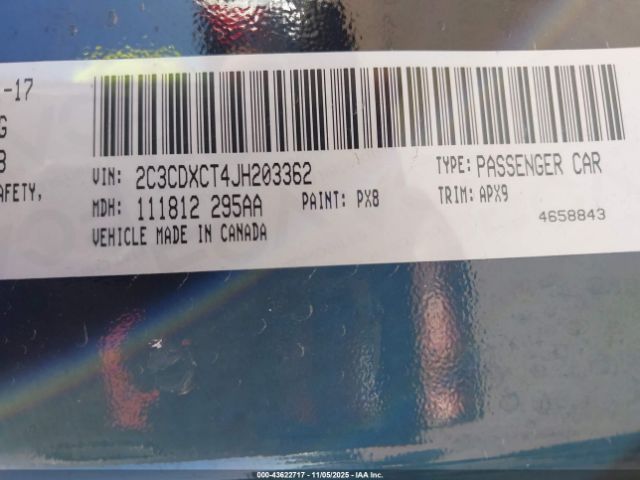 -17
G
8
AFETY,
VIN: 2C3CDXCT4JH203362
TYPE: PASSENGER CAR
MDH: 111812 295AA
PAINT: PX8
TRIM: APX9
VEHICLE MADE IN CANADA
4658843
000-43622717 - 11/05/2025 - IAA Inc.